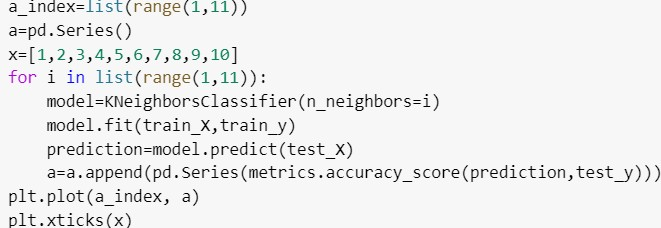 a_index=list(range(1,11))
a=pd.Series()
x=[1,2,3,4,5,6,7,8,9,10]
for i in list(range(1,11)):
    model=KNeighborsClassifier(n_neighbors=i)
    model.fit(train_X,train_y)
    prediction=model.predict(test_X)
    a=a.append(pd.Series(metrics.accuracy_score(prediction,test_y)))
plt.plot(a_index, a)
plt.xticks(x)